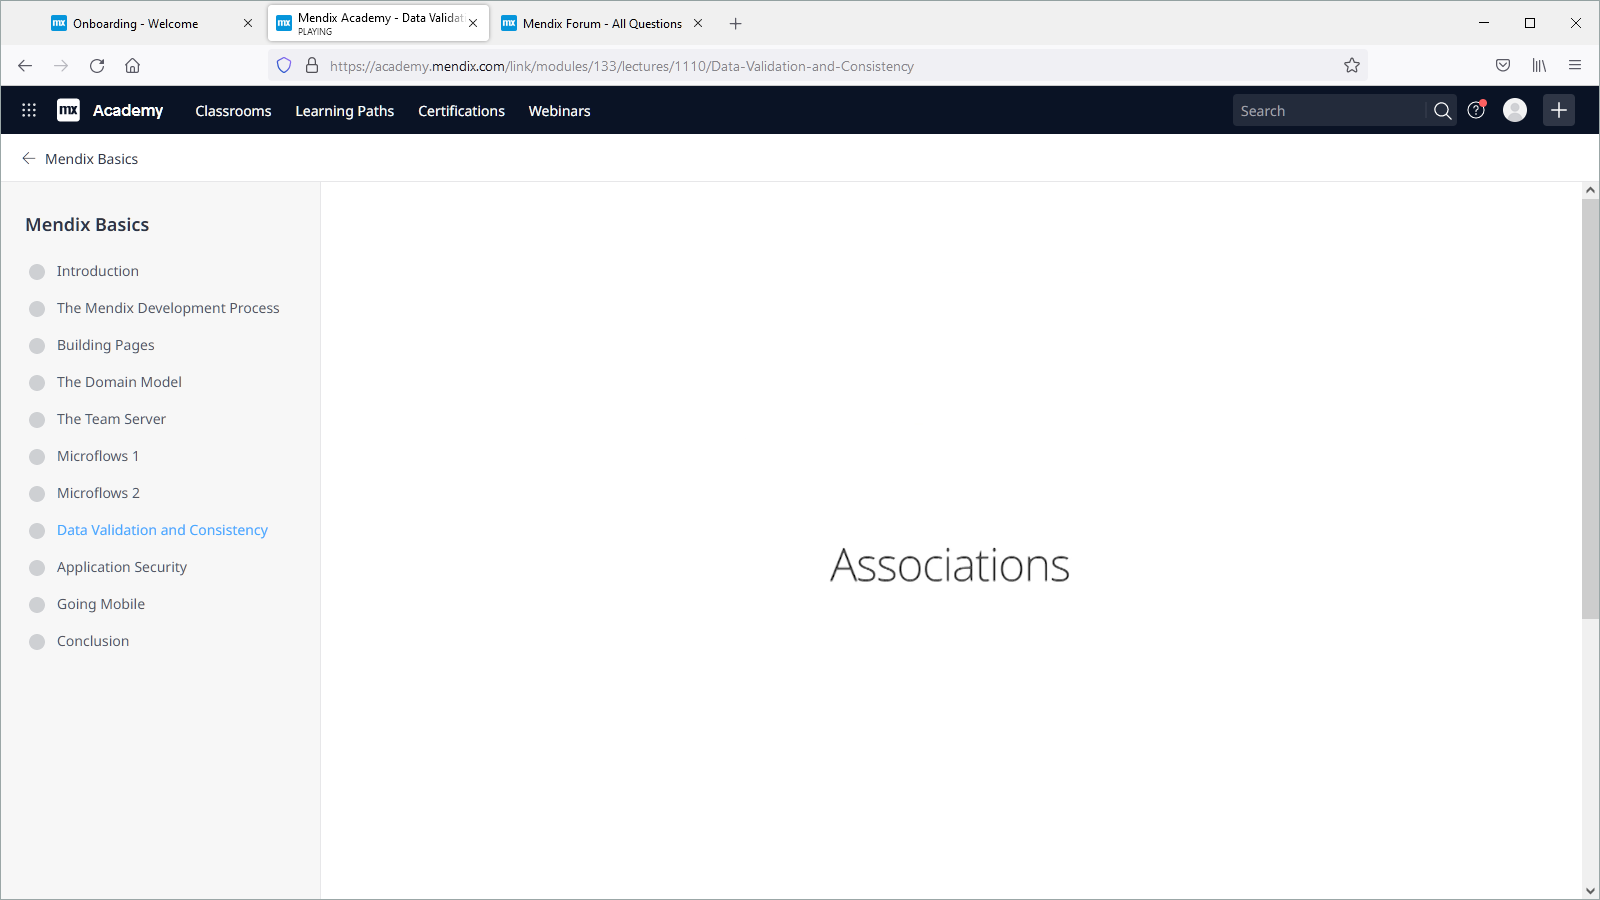 Onboarding - Welcome
Mendix Academy - Data Validat
PLAYING
Mendix Forum - All Questions
https://academy.mendix.com/link/modules/133/lectures/1110/Data-Validation-and-Consistency
mx Academy Classrooms Learning Paths Certifications Webinars Search
Mendix Basics
Mendix Basics
Introduction
The Mendix Development Process
Building Pages
The Domain Model
The Team Server
Microflows 1
Microflows 2
Data Validation and Consistency
Application Security
Going Mobile
Conclusion
Associations